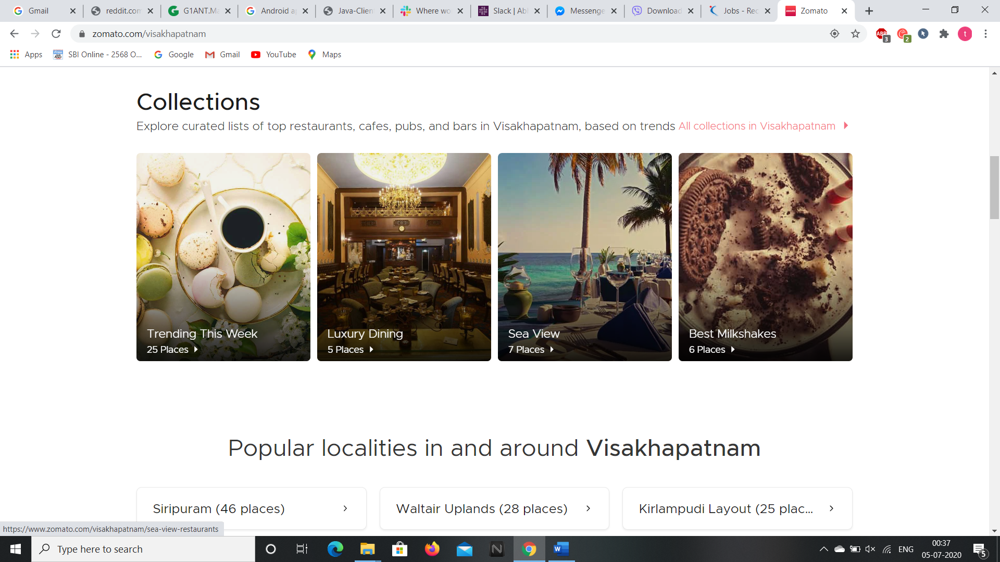 Gmail
reddit.com
G1ANT.Ma
Android a
Java-Clien
Where wo
Slack | Ab
Messenge
Download
Jobs - Rec
Zomato
zomato.com/visakhapatnam
ABP
3
2
t
Apps
SBI Online - 2568 O...
Google
Gmail
YouTube
Maps
Collections
Explore curated lists of top restaurants, cafes, pubs, and bars in Visakhapatnam, based on trends All collections in Visakhapatnam
Trending This Week
25 Places
Luxury Dining
5 Places
Sea View
7 Places
Best Milkshakes
6 Places
Popular localities in and around Visakhapatnam
Siripuram (46 places)
Waltair Uplands (28 places)
Kirlampudi Layout (25 plac...
https://www.zomato.com/visakhapatnam/sea-view-restaurants
Type here to search
ENG
00:37
05-07-2020
5